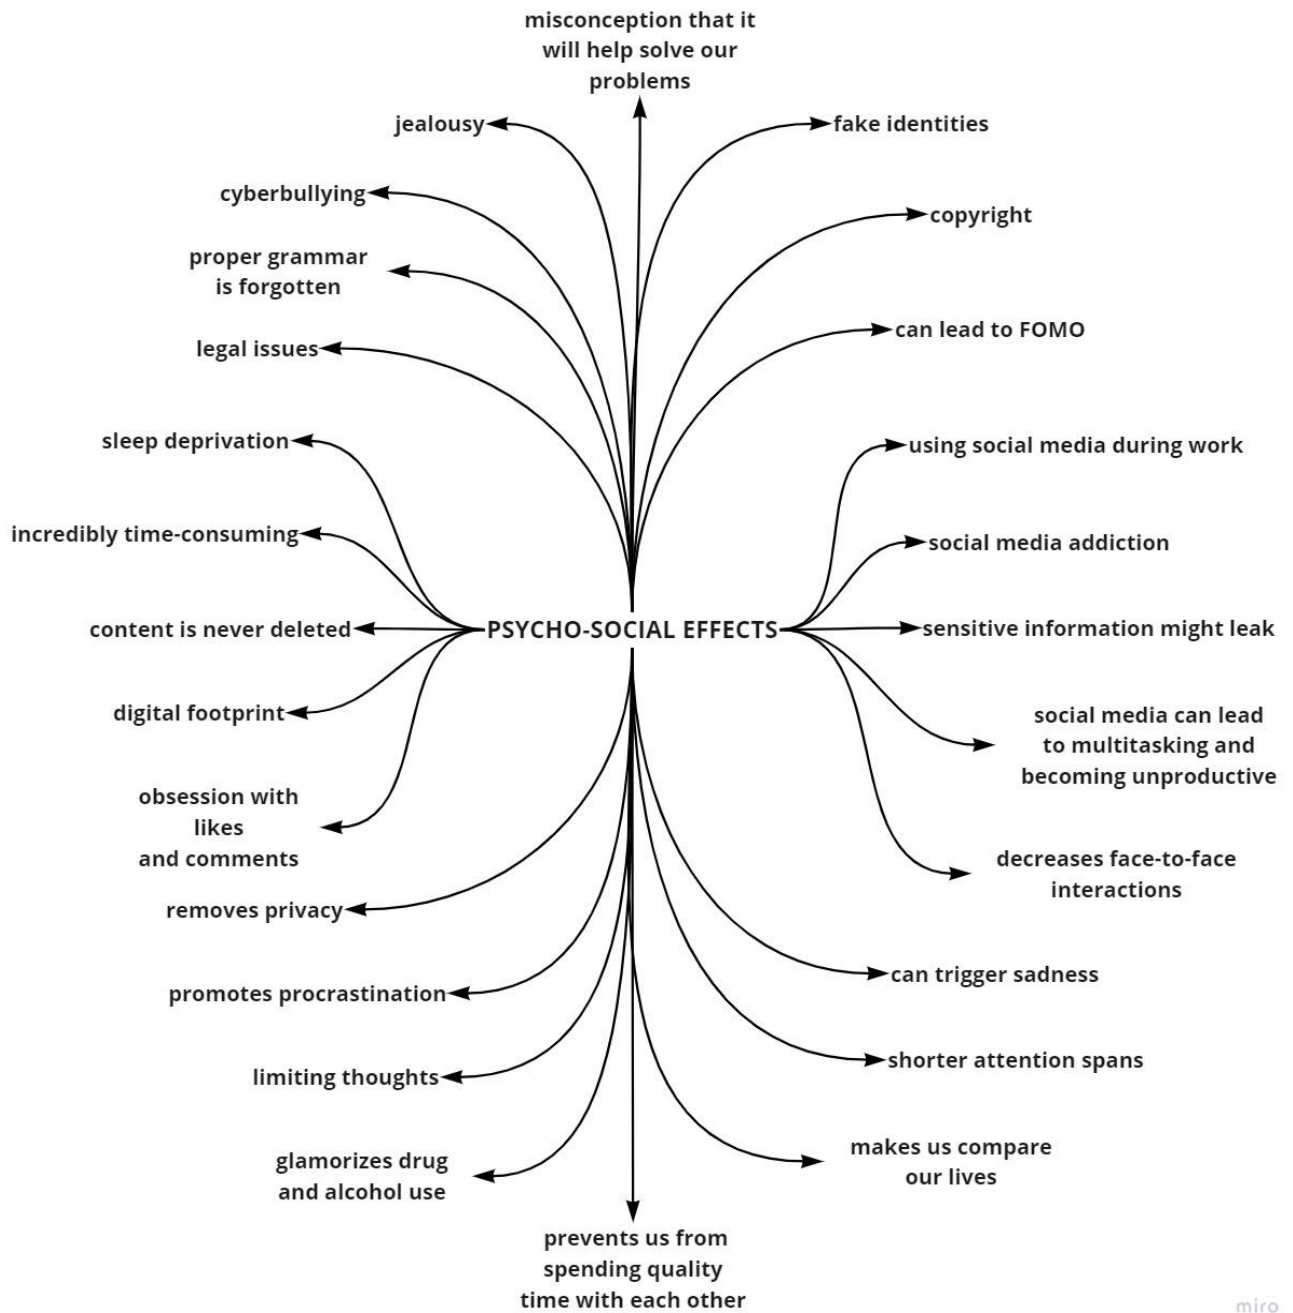 misconception that it
will help solve our
problems
jealousy
fake identities
cyberbullying
copyright
proper grammar
is forgotten
can lead to FOMO
legal issues
sleep deprivation
using social media during work
incredibly time-consuming
social media addiction
content is never deleted
PSYCHO-SOCIAL EFFECTS
sensitive information might leak
digital footprint
social media can lead
to multitasking and
becoming unproductive
obsession with
likes
and comments
decreases face-to-face
interactions
removes privacy
can trigger sadness
promotes procrastination
shorter attention spans
limiting thoughts
makes us compare
our lives
glamorizes drug
and alcohol use
prevents us from
spending quality
time with each other
miro